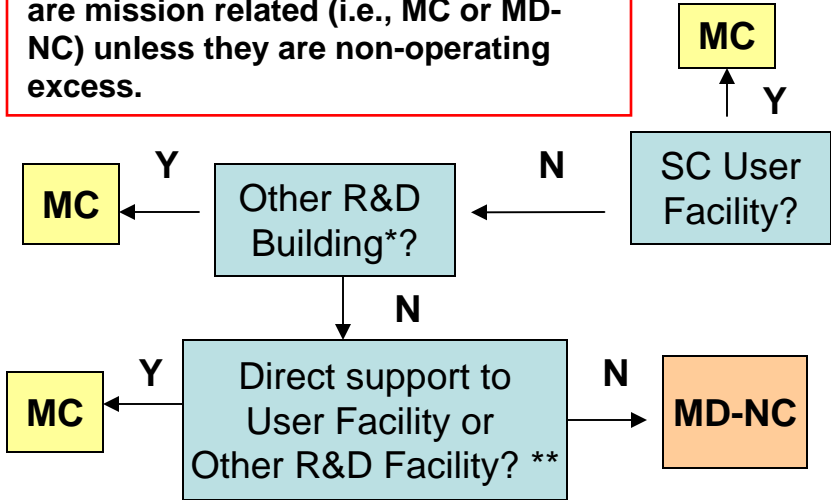 are mission related (i.e., MC or MD-
NC) unless they are non-operating
excess.
MC
Y
SC User
Facility?
N
Other R&D
Building*?
Y
MC
N
Direct support to
User Facility or
Other R&D Facility? **
Y
MC
N
MD-NC